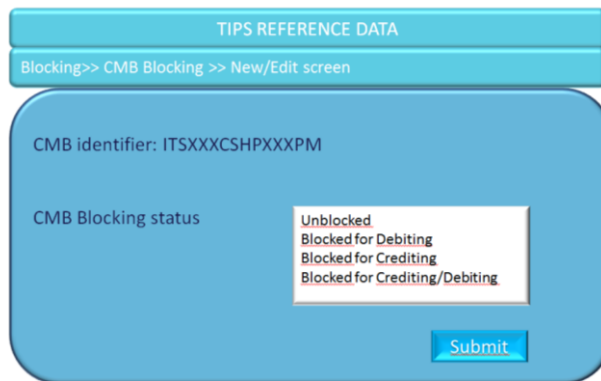 TIPS REFERENCE DATA
Blocking>> CMB Blocking >> New/Edit screen
CMB identifier: ITSXXXCSHPXXXPM
CMB Blocking status
Unblocked
Blocked for Debiting
Blocked for Crediting
Blocked for Crediting/Debiting
Submit